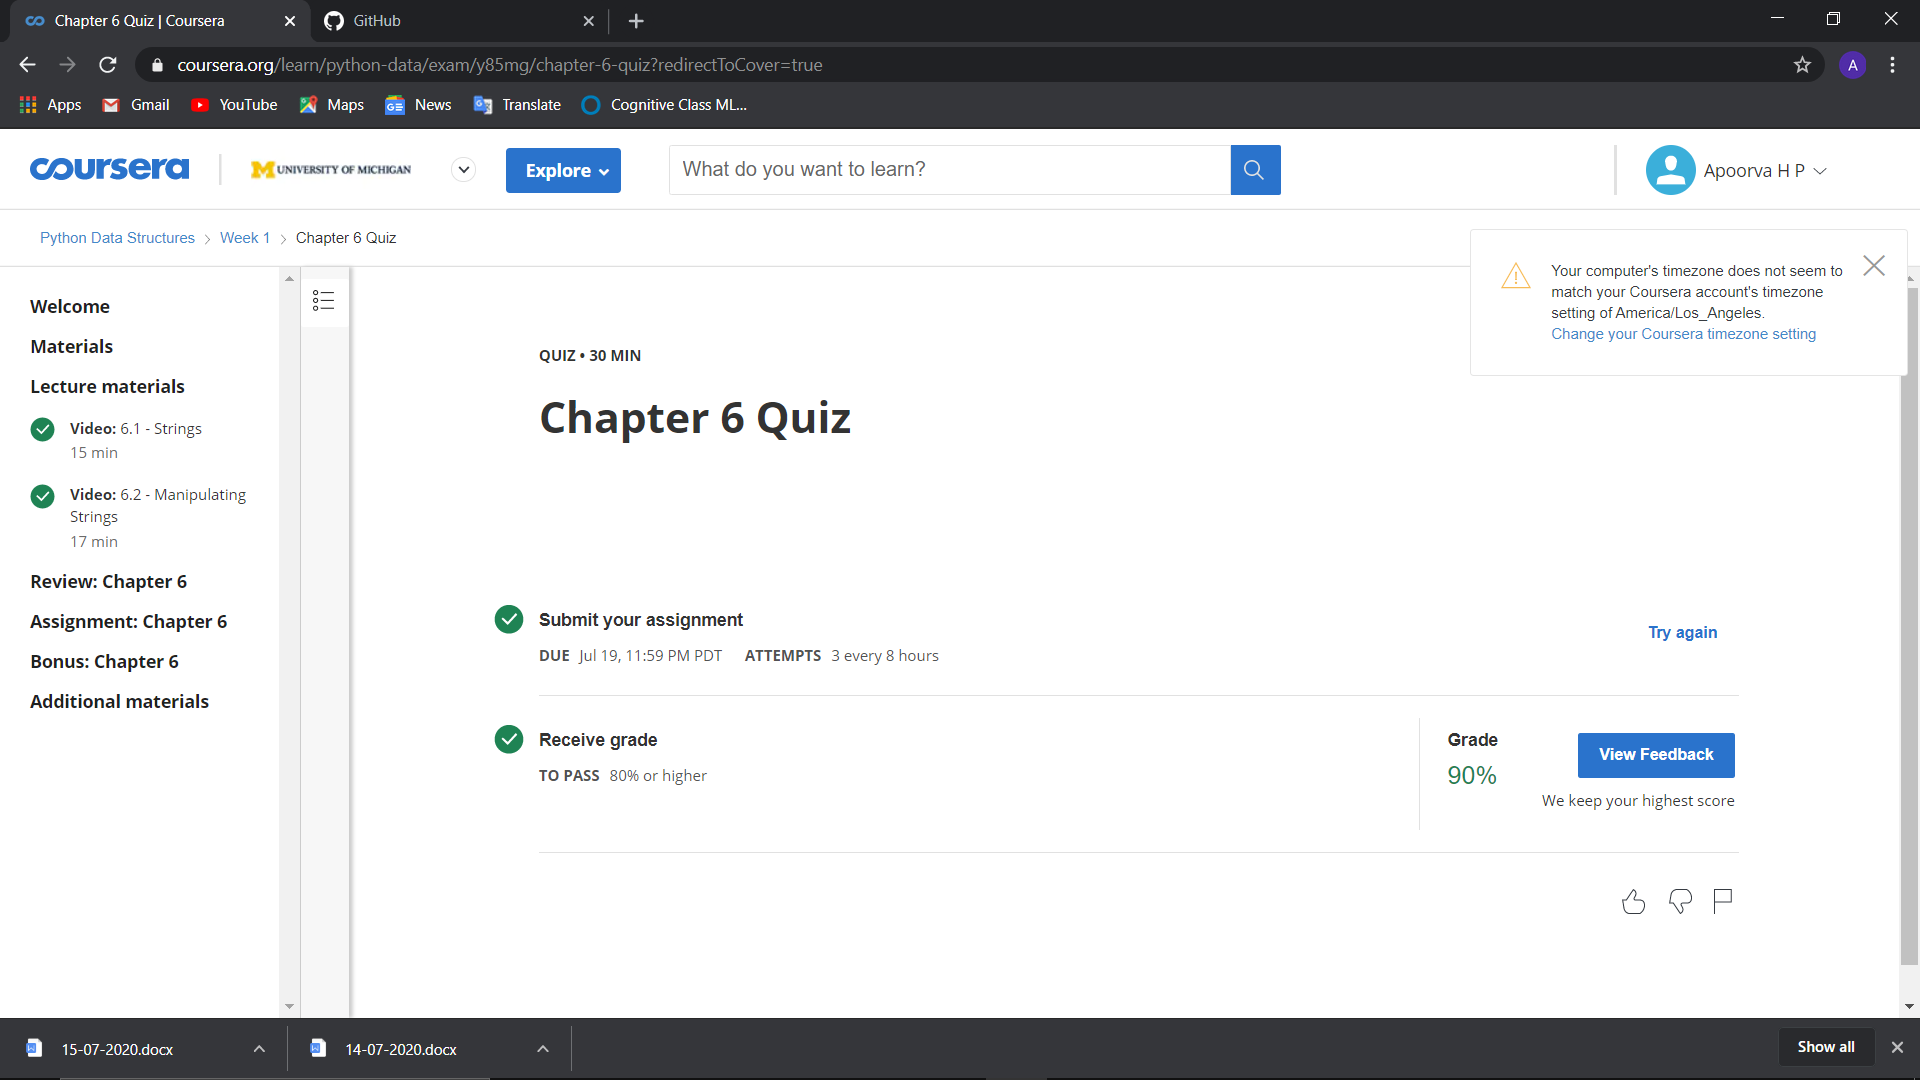 Chapter 6 Quiz | Coursera
GitHub
coursera.org/learn/python-data/exam/y85mg/chapter-6-quiz?redirectToCover=true
A
Apps
Gmail
YouTube
Maps
News
Translate
Cognitive Class ML...
coursera
M UNIVERSITY OF MICHIGAN
Explore
What do you want to learn?
Apoorva H P
Python Data Structures
Week 1
Chapter 6 Quiz
Your computer's timezone does not seem to
match your Coursera account's timezone
setting of America/Los_Angeles.
Change your Coursera timezone setting
Welcome
Materials
Lecture materials
Video: 6.1 - Strings
15 min
Video: 6.2 - Manipulating
Strings
17 min
Review: Chapter 6
Assignment: Chapter 6
Bonus: Chapter 6
Additional materials
QUIZ • 30 MIN
Chapter 6 Quiz
Submit your assignment
DUE Jul 19, 11:59 PM PDT ATTEMPTS 3 every 8 hours
Try again
Receive grade
TO PASS 80% or higher
Grade
90%
View Feedback
We keep your highest score
15-07-2020.docx
14-07-2020.docx
Show all